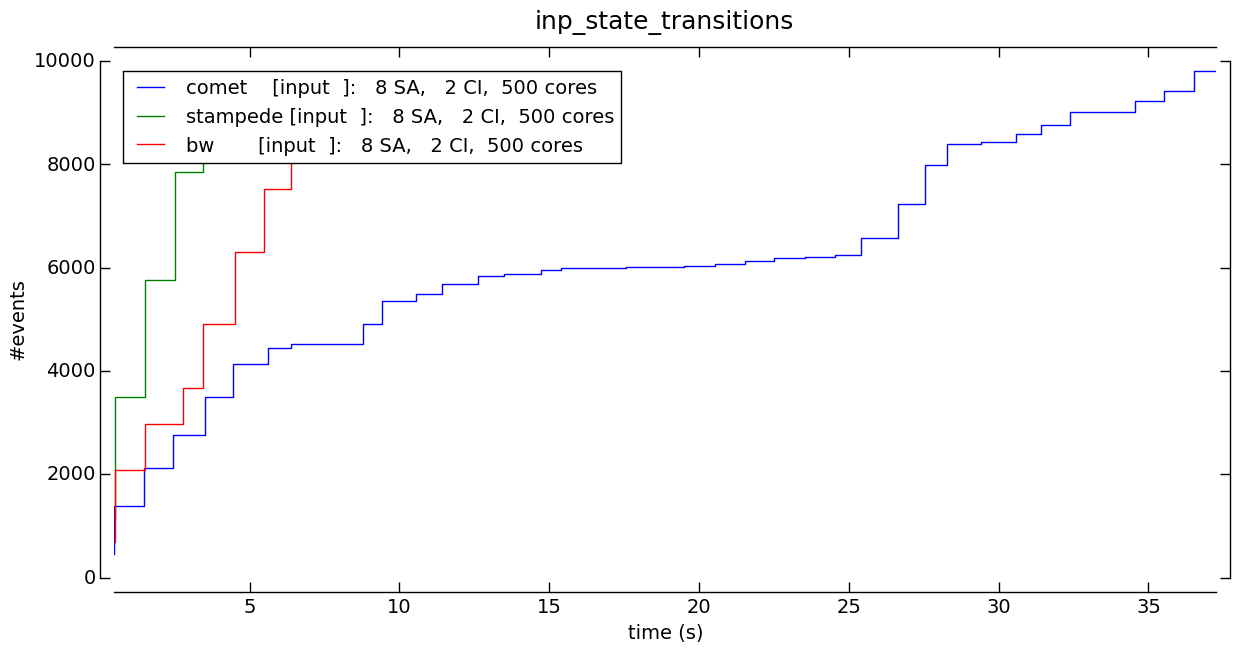 inp_state_transitions
10000
8000
6000
4000
2000
0
#events
comet    [input  ]:   8 SA,   2 CI,  500 cores
stampede [input  ]:   8 SA,   2 CI,  500 cores
bw       [input  ]:   8 SA,   2 CI,  500 cores
5 10 15 20 25 30 35
time (s)